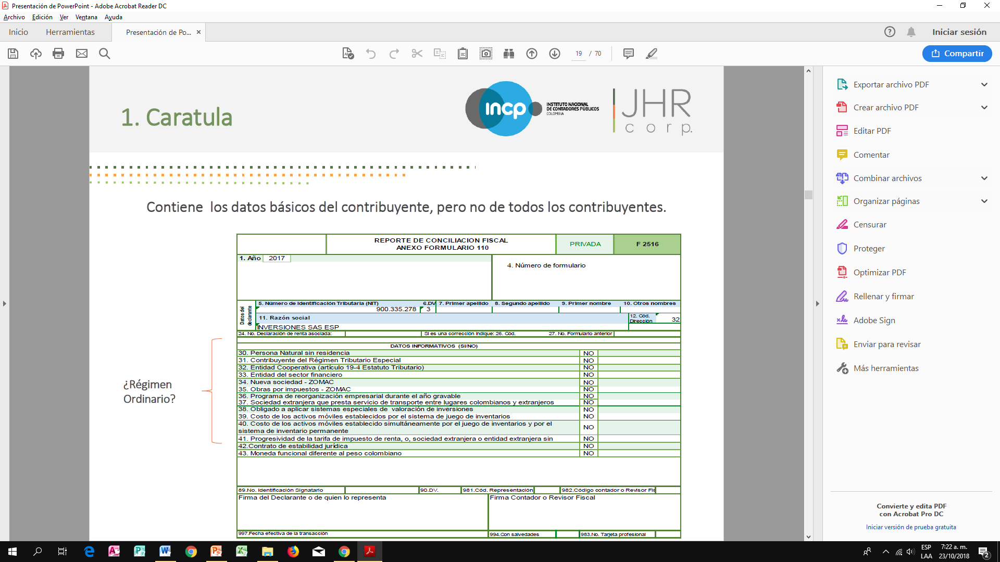 Presentación de PowerPoint - Adobe Acrobat Reader DC
Archivo Edición Ver Ventana Ayuda
Inicio Herramientas Presentación de Po... × Iniciar sesión
19 / 70 Compartir
1. Caratula
incp INSTITUTO NACIONAL
DE CONTADORES PÚBLICOS
COLOMBIA
JHR
corp.
Contiene los datos básicos del contribuyente, pero no de todos los contribuyentes.
REPORTE DE CONCILIACION FISCAL
ANEXO FORMULARIO 110
PRIVADA
F 2516
1. Año 2017
4. Número de formulario
Datos del
declarante
5. Número de Identificación Tributaria (NIT) 6.DV 7. Primer apellido 8. Segundo apellido 9. Primer nombre 10. Otros nombres
900.335.278 3
11. Razón social 12. Cód.
Dirección 32
INVERSIONES SAS ESP
24. No. Declaración de renta asociada: Si es una corrección indique: 26. Cód. 27. No. Formulario anterior
DATOS INFORMATIVOS (SI/NO)
30. Persona Natural sin residencia NO
31. Contribuyente del Régimen Tributario Especial NO
32. Entidad Cooperativa (artículo 19-4 Estatuto Tributario) NO
33. Entidad del sector financiero NO
34. Nueva sociedad - ZOMAC NO
35. Obras por impuestos - ZOMAC NO
36. Programa de reorganización empresarial durante el año gravable NO
37. Sociedad extranjera que presta servicio de transporte entre lugares colombianos y extranjeros NO
38. Obligado a aplicar sistemas especiales de valoración de inversiones NO
39. Costo de los activos móviles establecidos por el sistema de juego de inventarios NO
40. Costo de los activos móviles establecido simultáneamente por el juego de inventarios y por el
sistema de inventario permanente NO
41. Progresividad de la tarifa de impuesto de renta, o, sociedad extranjera o entidad extranjera sin NO
42.Contrato de estabilidad jurídica NO
43. Moneda funcional diferente al peso colombiano NO
¿Régimen
Ordinario?
89.No. Identificación Signatario 90.DV. 981.Cód. Representación 982.Código contador o Revisor Fis
Firma del Declarante o de quien lo representa Firma Contador o Revisor Fiscal
997.Fecha efectiva de la transacción 994.Con salvedades 983.No. Tarjeta profesional
Exportar archivo PDF
Crear archivo PDF
Editar PDF
Comentar
Combinar archivos
Organizar páginas
Censurar
Proteger
Optimizar PDF
Rellenar y firmar
Adobe Sign
Enviar para revisar
Más herramientas
Convierte y edita PDF
con Acrobat Pro DC
Iniciar versión de prueba gratuita
ESP
LAA
7:22 a. m.
23/10/2018
2